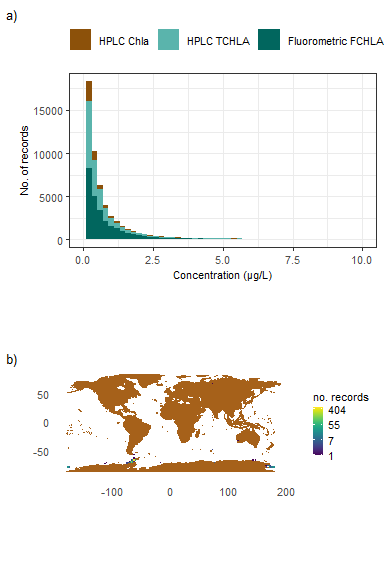 a)
HPLC Chla HPLC TCHLA Fluorometric FCHLA
15000
10000
5000
0
No. of records
0.0 2.5 5.0 7.5 10.0
Concentration (µg/L)
b)
50
0
-50
-100 0 100 200
no. records
404
55
7
1